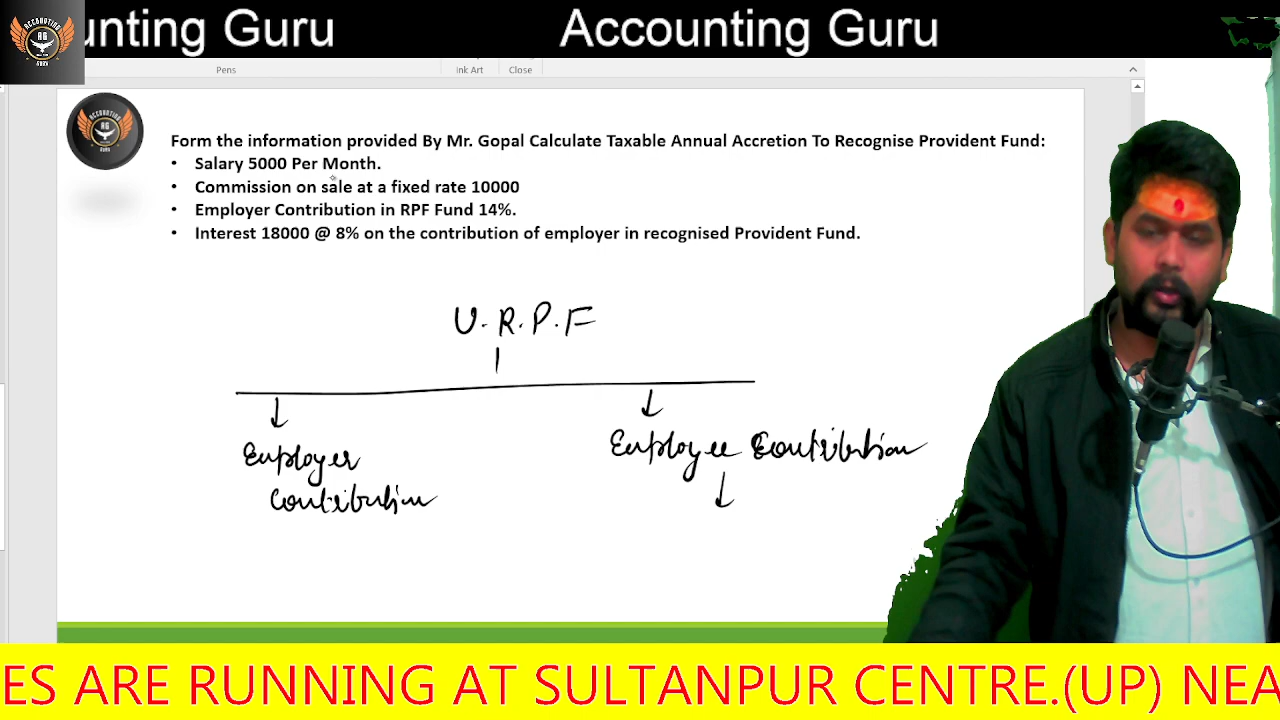 unting Guru
Accounting Guru
Pens
Ink Art
Close
Form the information provided By Mr. Gopal Calculate Taxable Annual Accretion To Recognise Provident Fund:
• Salary 5000 Per Month.
• Commission on sale at a fixed rate 10000
• Employer Contribution in RPF Fund 14%.
• Interest 18000 @ 8% on the contribution of employer in recognised Provident Fund.
U.R.P.F
Employer Contribution
Employee Contribution
ES ARE RUNNING AT SULTANPUR CENTRE.(UP) NEA